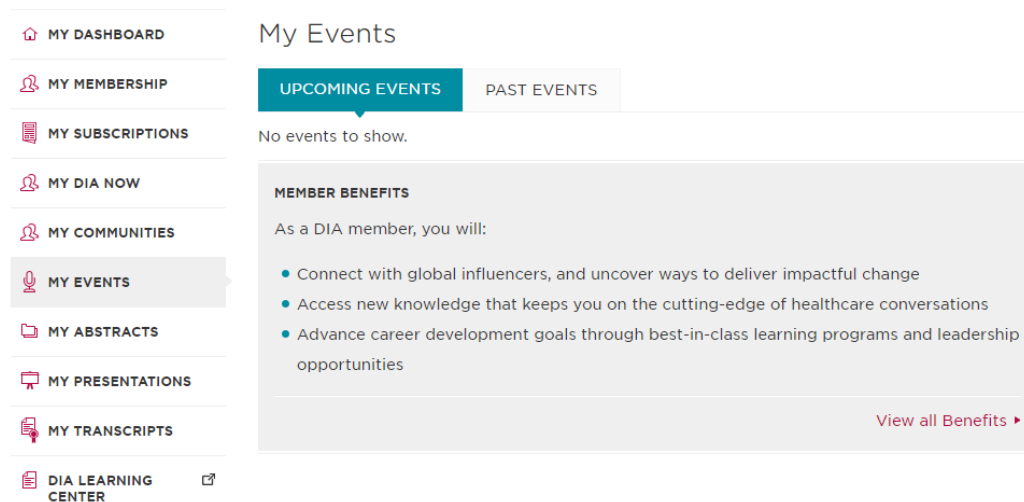 MY DASHBOARD
MY MEMBERSHIP
MY SUBSCRIPTIONS
MY DIA NOW
MY COMMUNITIES
MY EVENTS
MY ABSTRACTS
MY PRESENTATIONS
MY TRANSCRIPTS
DIA LEARNING
CENTER
My Events
UPCOMING EVENTS
PAST EVENTS
No events to show.
MEMBER BENEFITS
As a DIA member, you will:
Connect with global influencers, and uncover ways to deliver impactful change
Access new knowledge that keeps you on the cutting-edge of healthcare conversations
Advance career development goals through best-in-class learning programs and leadership
opportunities
View all Benefits